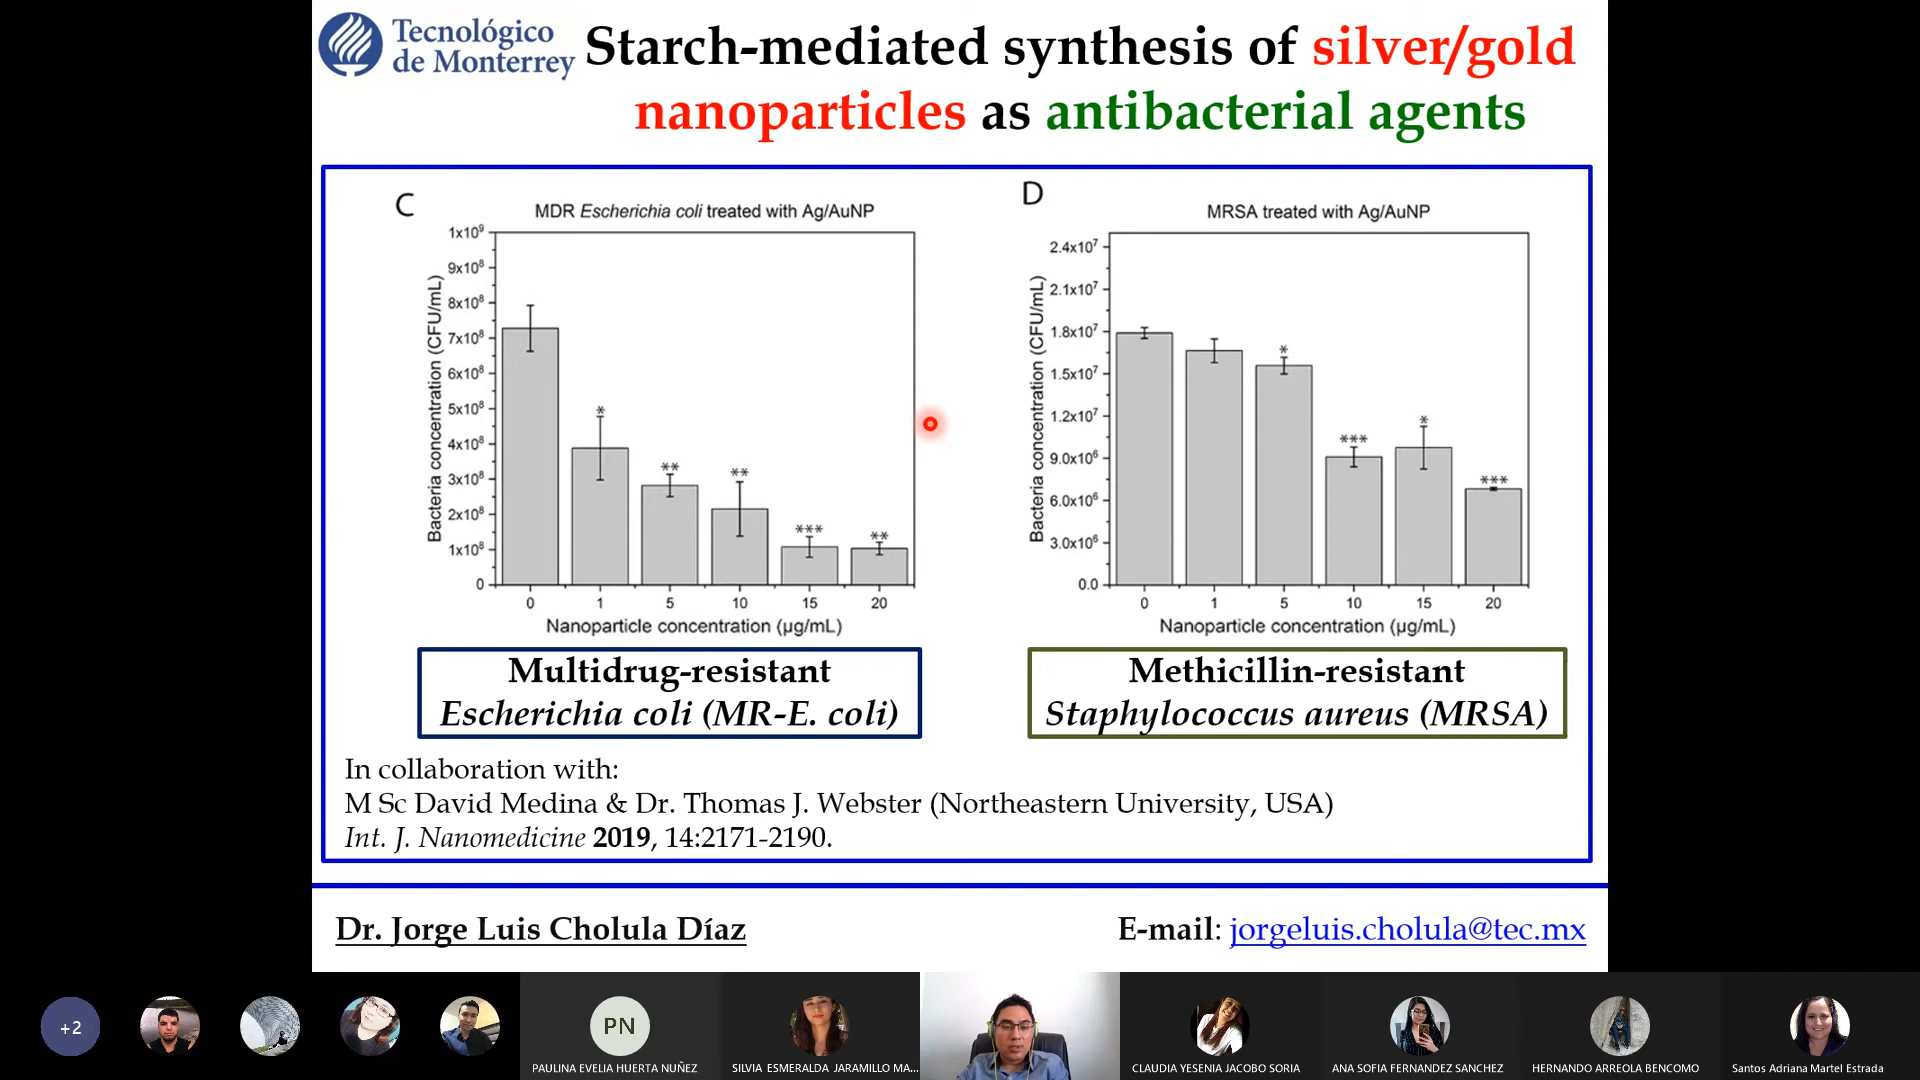 Tecnológico
de Monterrey
Starch-mediated synthesis of silver/gold
nanoparticles as antibacterial agents
C
MDR Escherichia coli treated with Ag/AuNP
Bacteria concentration (CFU/mL)
1x10⁹
9x10⁸
8x10⁸
7x10⁸
6x10⁸
5x10⁸
4x10⁸
3x10⁸
2x10⁸
1x10⁸
0
*
**
**
***
**
0 1 5 10 15 20
Nanoparticle concentration (µg/mL)
D
MRSA treated with Ag/AuNP
Bacteria concentration (CFU/mL)
2.4x10⁷
2.1x10⁷
1.8x10⁷
1.5x10⁷
1.2x10⁷
9.0x10⁶
6.0x10⁶
3.0x10⁶
0.0
*
***
*
***
0 1 5 10 15 20
Nanoparticle concentration (µg/mL)
Multidrug-resistant
Escherichia coli (MR-E. coli)
Methicillin-resistant
Staphylococcus aureus (MRSA)
In collaboration with:
M Sc David Medina & Dr. Thomas J. Webster (Northeastern University, USA)
Int. J. Nanomedicine 2019, 14:2171-2190.
Dr. Jorge Luis Cholula Díaz
E-mail: jorgeluis.cholula@tec.mx
+2
PN
PAULINA EVELIA HUERTA NUÑEZ
SILVIA ESMERALDA JARAMILLO MA...
CLAUDIA YESENIA JACOBO SORIA
ANA SOFIA FERNANDEZ SANCHEZ
HERNANDO ARREOLA BENCOMO
Santos Adriana Martel Estrada